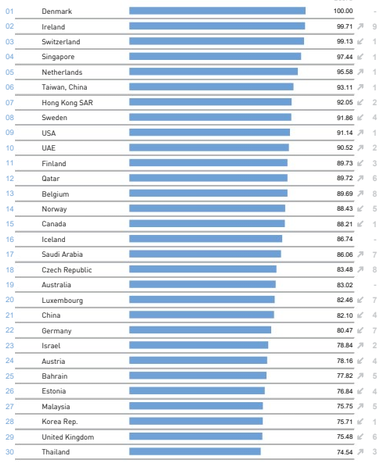 01 Denmark 100.00 -
02 Ireland 99.71 ↗ 9
03 Switzerland 99.13 ↙ 1
04 Singapore 97.44 ↙ 1
05 Netherlands 95.58 ↗ 1
06 Taiwan, China 93.11 ↗ 1
07 Hong Kong SAR 92.05 ↙ 2
08 Sweden 91.86 ↙ 4
09 USA 91.14 ↗ 1
10 UAE 90.52 ↗ 2
11 Finland 89.73 ↙ 3
12 Qatar 89.72 ↗ 6
13 Belgium 89.69 ↗ 8
14 Norway 88.43 ↙ 5
15 Canada 88.21 ↙ 1
16 Iceland 86.74 -
17 Saudi Arabia 86.06 ↗ 7
18 Czech Republic 83.48 ↗ 8
19 Australia 83.02 -
20 Luxembourg 82.46 ↙ 7
21 China 82.10 ↙ 4
22 Germany 80.47 ↙ 7
23 Israel 78.84 ↗ 2
24 Austria 78.16 ↙ 4
25 Bahrain 77.82 ↗ 5
26 Estonia 76.84 ↙ 4
27 Malaysia 75.75 ↗ 5
28 Korea Rep. 75.71 ↙ 1
29 United Kingdom 75.48 ↙ 6
30 Thailand 74.54 ↗ 3